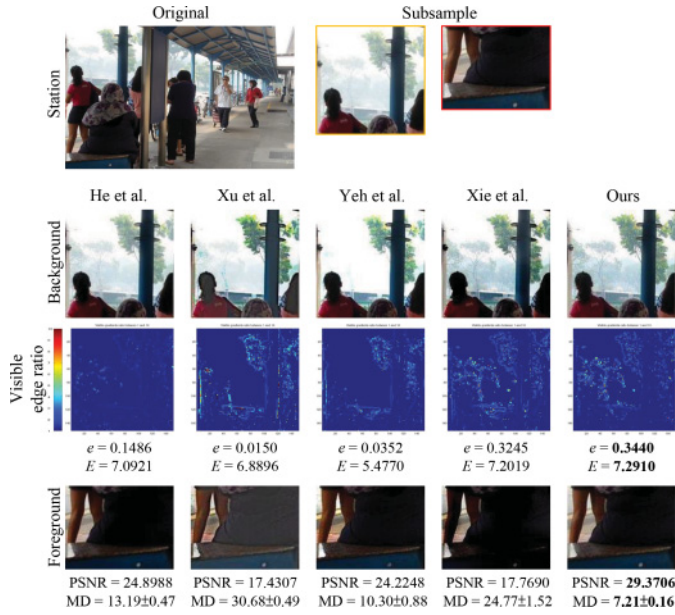 Original Subsample
Station
He et al. Xu et al. Yeh et al. Xie et al. Ours
Background
Visible
edge ratio
e = 0.1486 e = 0.0150 e = 0.0352 e = 0.3245 e = 0.3440
E = 7.0921 E = 6.8896 E = 5.4770 E = 7.2019 E = 7.2910
Foreground
PSNR = 24.8988 PSNR = 17.4307 PSNR = 24.2248 PSNR = 17.7690 PSNR = 29.3706
MD = 13.19±0.47 MD = 30.68±0.49 MD = 10.30±0.88 MD = 24.77±1.52 MD = 7.21±0.16